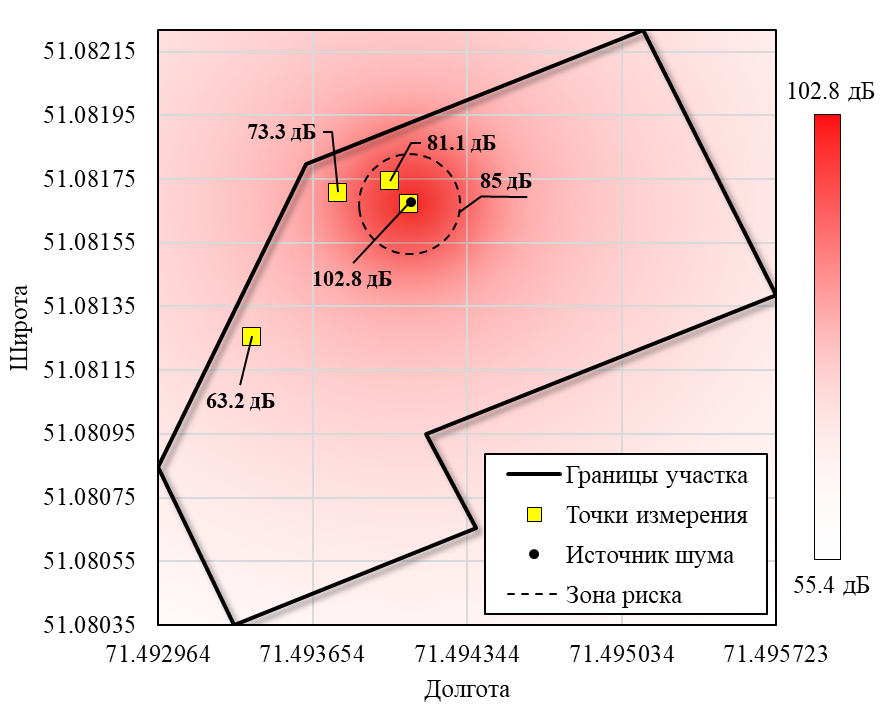 51.08215
51.08195
51.08175
51.08155
51.08135
51.08115
51.08095
51.08075
51.08055
51.08035
Широта
73.3 дБ
81.1 дБ
85 дБ
102.8 дБ
63.2 дБ
Границы участка
Точки измерения
Источник шума
Зона риска
102.8 дБ
55.4 дБ
71.492964 71.493654 71.494344 71.495034 71.495723
Долгота